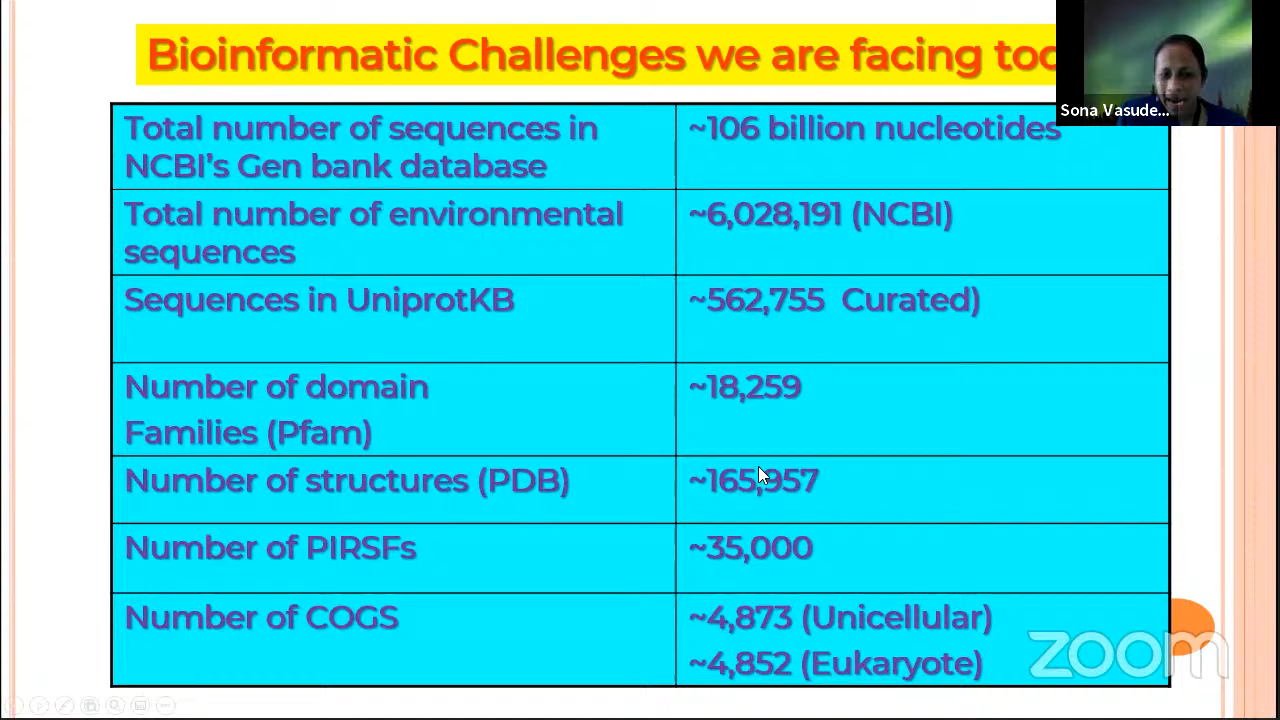 Bioinformatic Challenges we are facing
Sona Vasude...
Total number of sequences in
NCBI's Gen bank database
~106 billion nucleotides
Total number of environmental
sequences
~6,028,191 (NCBI)
Sequences in UniprotKB
~562,755 Curated)
Number of domain
Families (Pfam)
~18,259
Number of structures (PDB)
~165,957
Number of PIRSFs
~35,000
Number of COGS
~4,873 (Unicellular)
~4,852 (Eukaryote)
zoom